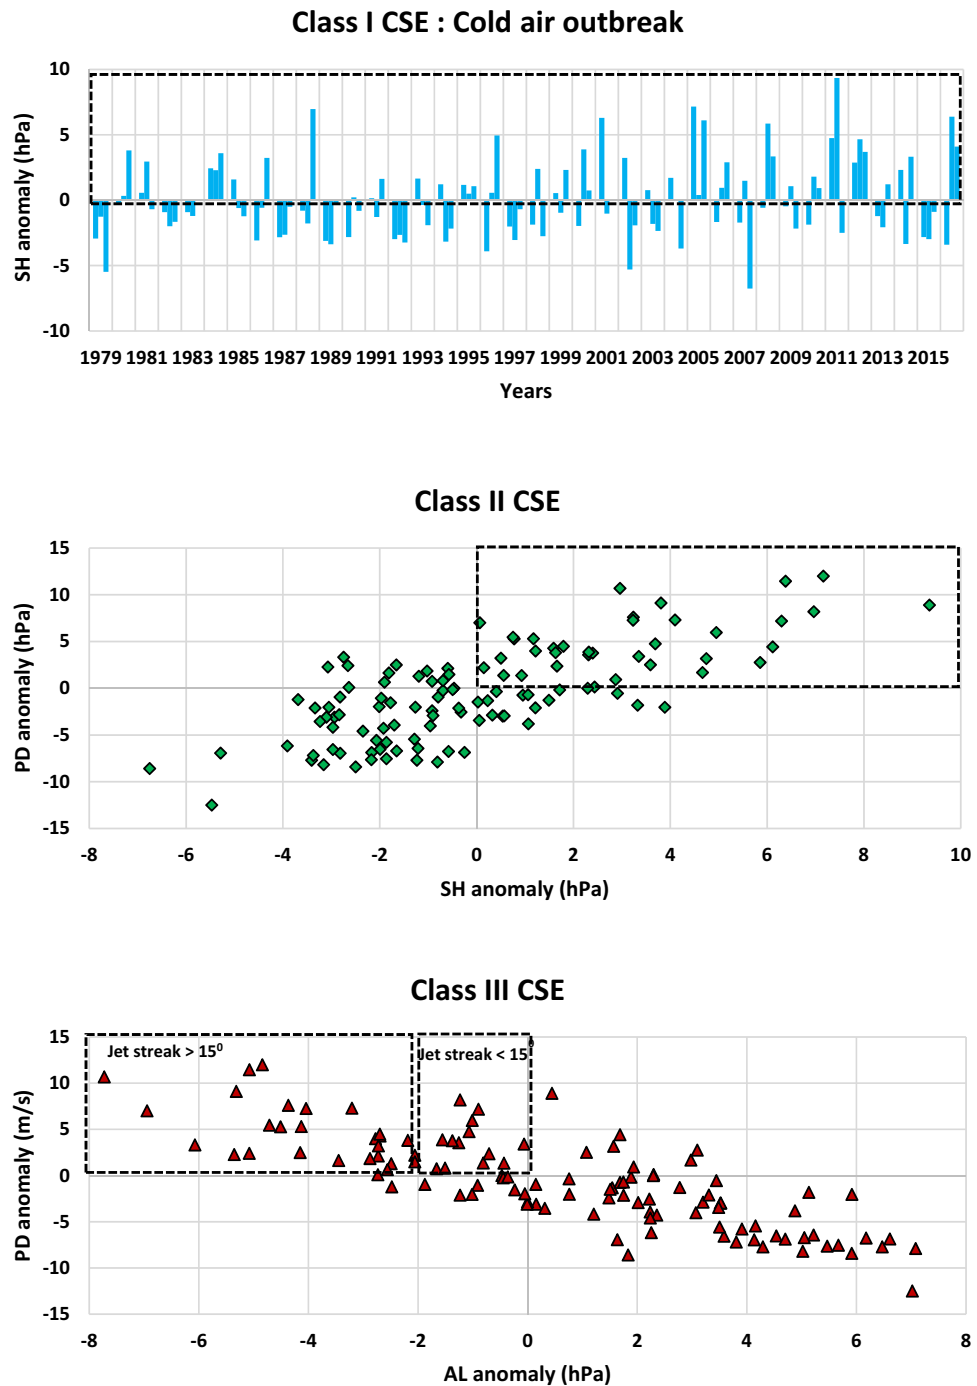 Class I CSE : Cold air outbreak
SH anomaly (hPa)
10
5
0
-5
-10
1979 1981 1983 1985 1987 1989 1991 1993 1995 1997 1999 2001 2003 2005 2007 2009 2011 2013 2015
Years
Class II CSE
PD anomaly (hPa)
15
10
5
0
-5
-10
-15
-8 -6 -4 -2 0 2 4 6 8 10
SH anomaly (hPa)
Class III CSE
PD anomaly (m/s)
15
10
5
0
-5
-10
-15
Jet streak > 15⁰
Jet streak < 15⁰
-8 -6 -4 -2 0 2 4 6 8
AL anomaly (hPa)